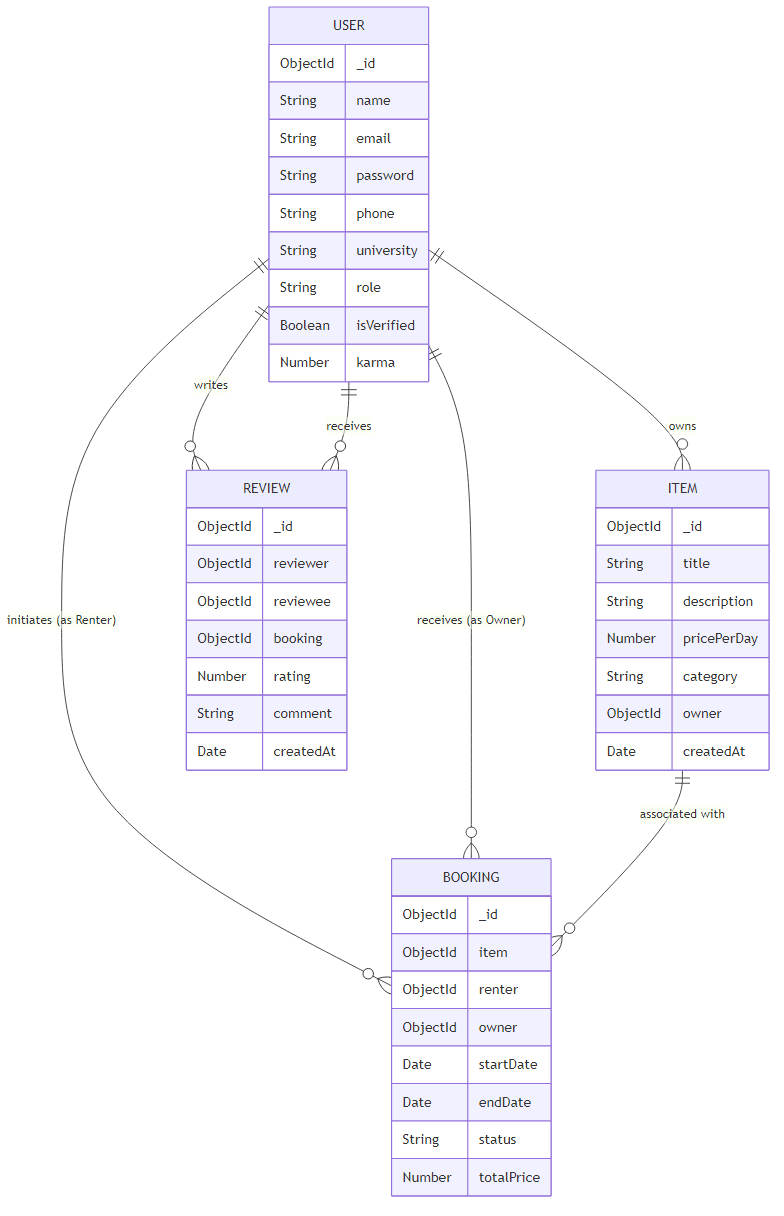 USER
ObjectId _id
String name
String email
String password
String phone
String university
String role
Boolean isVerified
Number karma
writes
receives
owns
REVIEW
ObjectId _id
ObjectId reviewer
ObjectId reviewee
ObjectId booking
Number rating
String comment
Date createdAt
ITEM
ObjectId _id
String title
String description
Number pricePerDay
String category
ObjectId owner
Date createdAt
initiates (as Renter)
receives (as Owner)
associated with
BOOKING
ObjectId _id
ObjectId item
ObjectId renter
ObjectId owner
Date startDate
Date endDate
String status
Number totalPrice